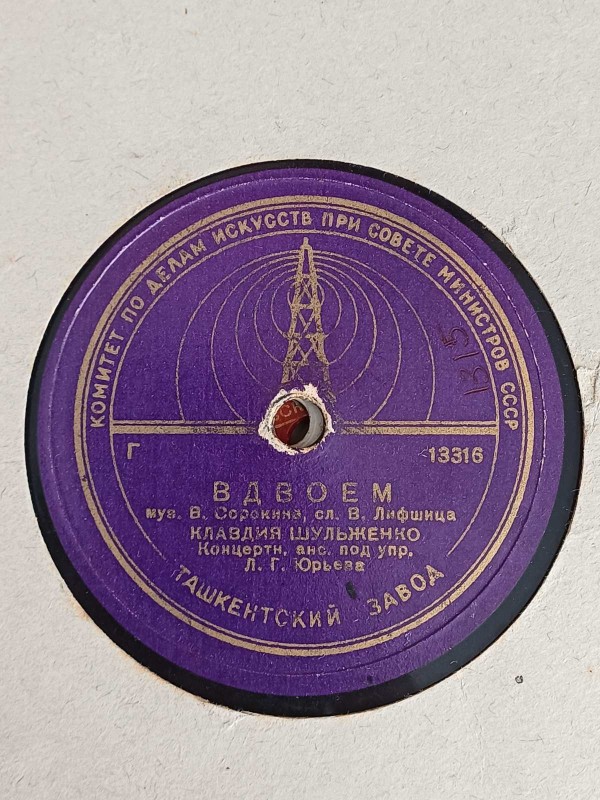 КОМИТЕТ ПО ДЕЛАМ ИСКУССТВ ПРИ СОВЕТЕ МИНИСТРОВ СССР
1315
Г 13316
ВДВОЕМ
муз. В. Сорокина, сл. В. Лифшица
КЛАВДИЯ ШУЛЬЖЕНКО
Концертн. анс. под упр.
Л. Г. Юрьева
ТАШКЕНТСКИЙ ЗАВОД